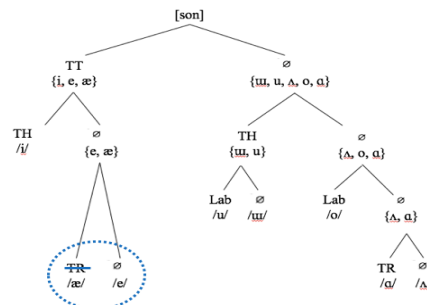 [son]
TT ∅
{i, e, æ} {ɯ, u, ʌ, o, ɑ}
TH ∅ TH ∅
/i/ {e, æ} {ɯ, u} {ʌ, o, ɑ}
Lab ∅ Lab ∅
/u/ /ɯ/ /o/ {ʌ, ɑ}
TR ∅ TR ∅
/æ/ /e/ /ɑ/ /ʌ